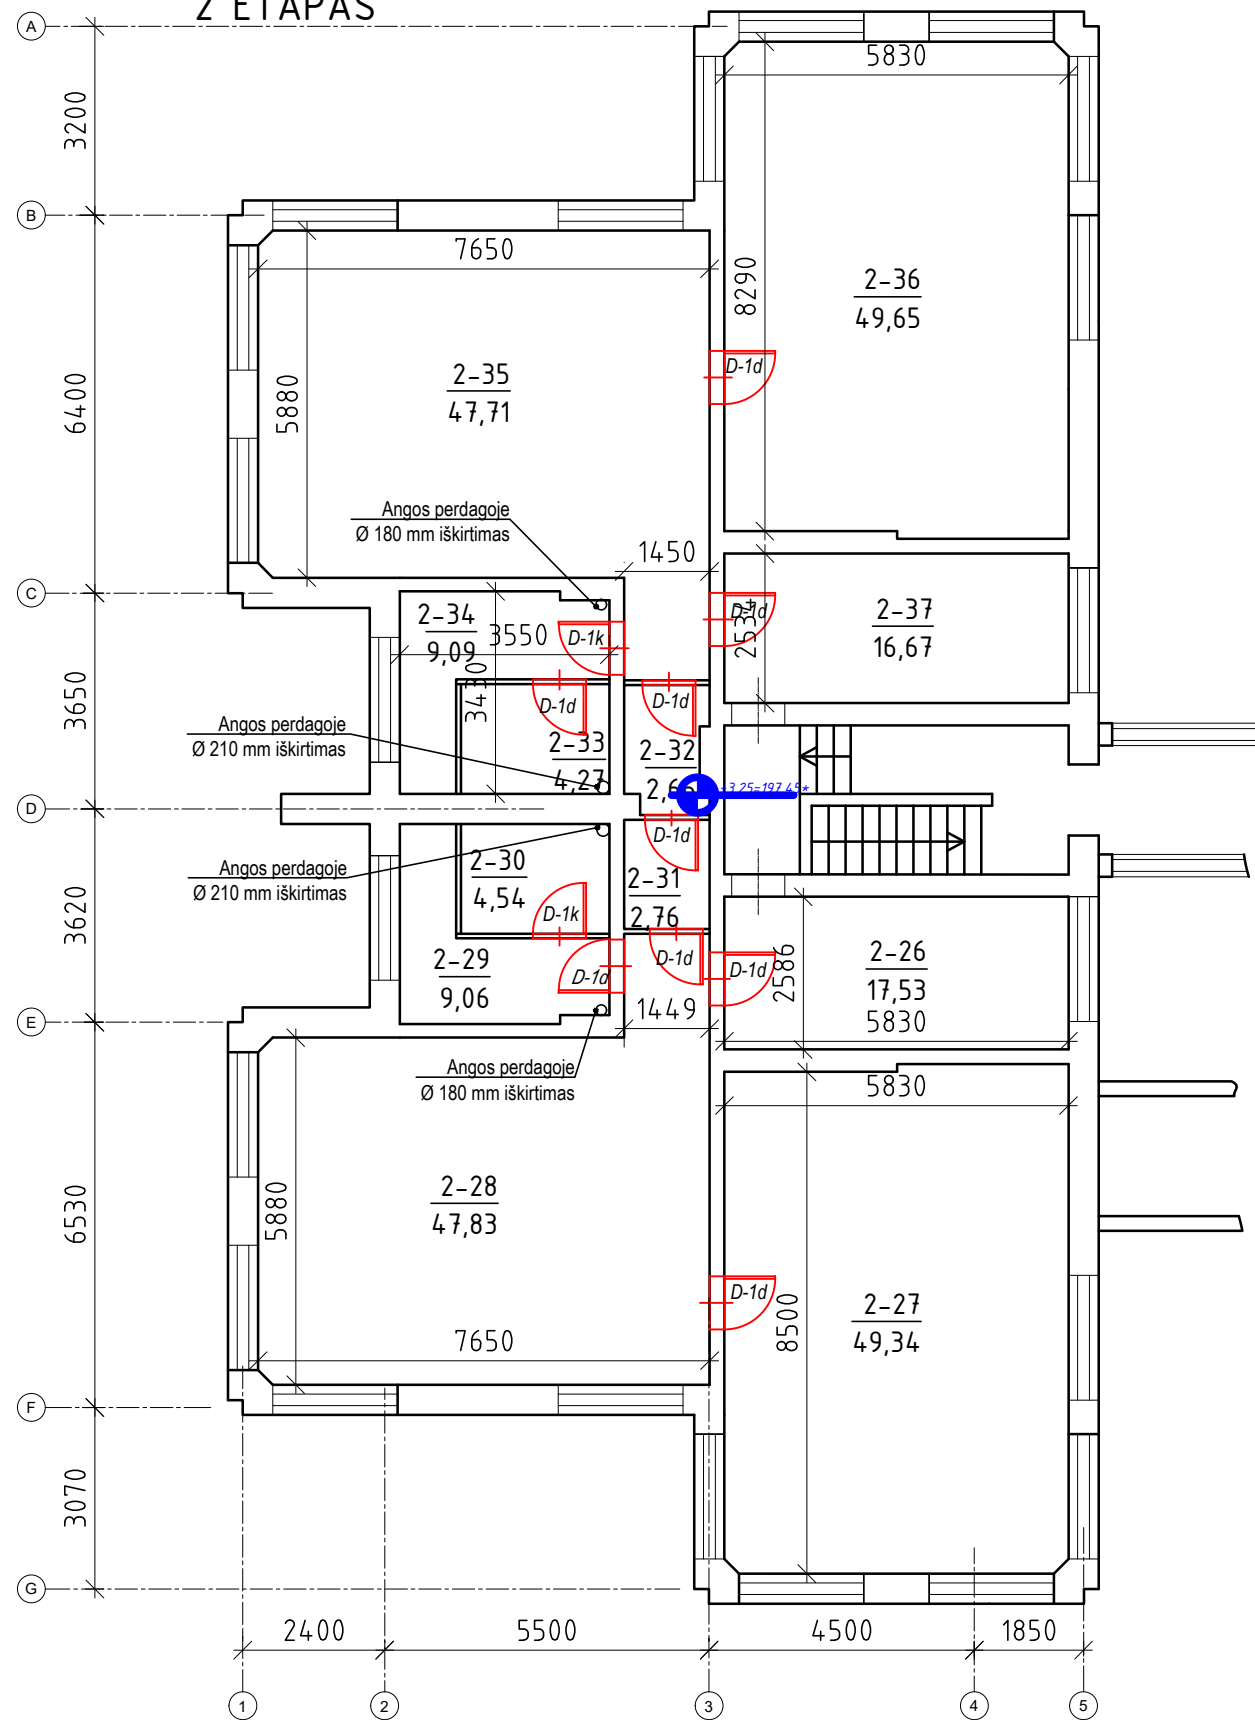 2 ETAPAS
A
5830
3200
B
7650
8290
2-36
49,65
6400
5880
2-35
47,71
D-1d
Angos perdagoje
Ø 180 mm iškirtimas
1450
C
2-34
9,09
3550
D-1k
2534
D-1d
2-37
16,67
3650
3430
D-1d
D-1d
Angos perdagoje
Ø 210 mm iškirtimas
2-33
4,27
2-32
D
D-1d
Angos perdagoje
Ø 210 mm iškirtimas
2-30
4,54
2-31
2,76
3620
D-1k
2-29
9,06
D-1d
D-1d
D-1d
2586
2-26
17,53
5830
E
1449
Angos perdagoje
Ø 180 mm iškirtimas
5830
6530
5880
2-28
47,83
D-1d
8500
2-27
49,34
7650
F
3070
G
2400
5500
4500
1850
1
2
3
4
5